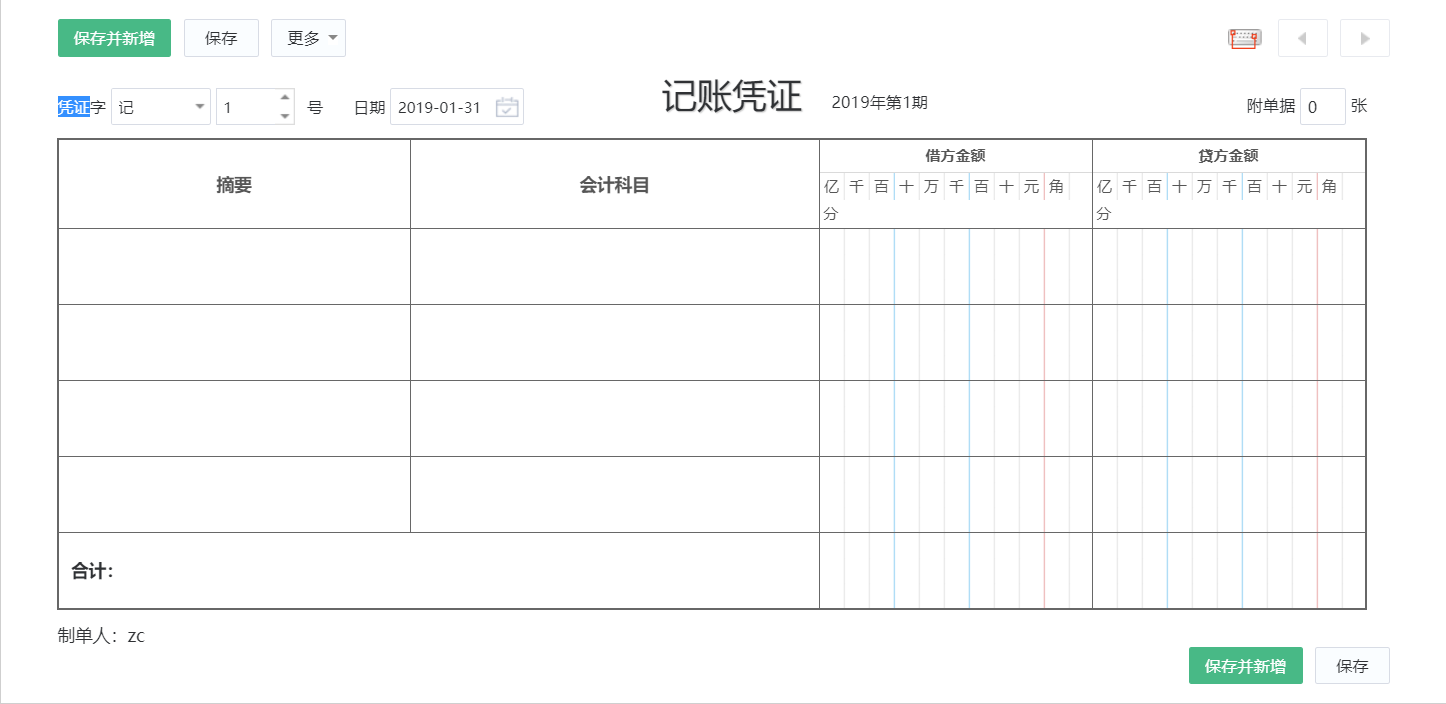 保存并新增 保存 更多
凭证字 记 1 号 日期 2019-01-31 记账凭证 2019年第1期 附单据 0 张
摘要 会计科目 借方金额 贷方金额
亿 千 百 十 万 千 百 十 元 角 亿 千 百 十 万 千 百 十 元 角
分 分
合计：
制单人：zc
保存并新增 保存